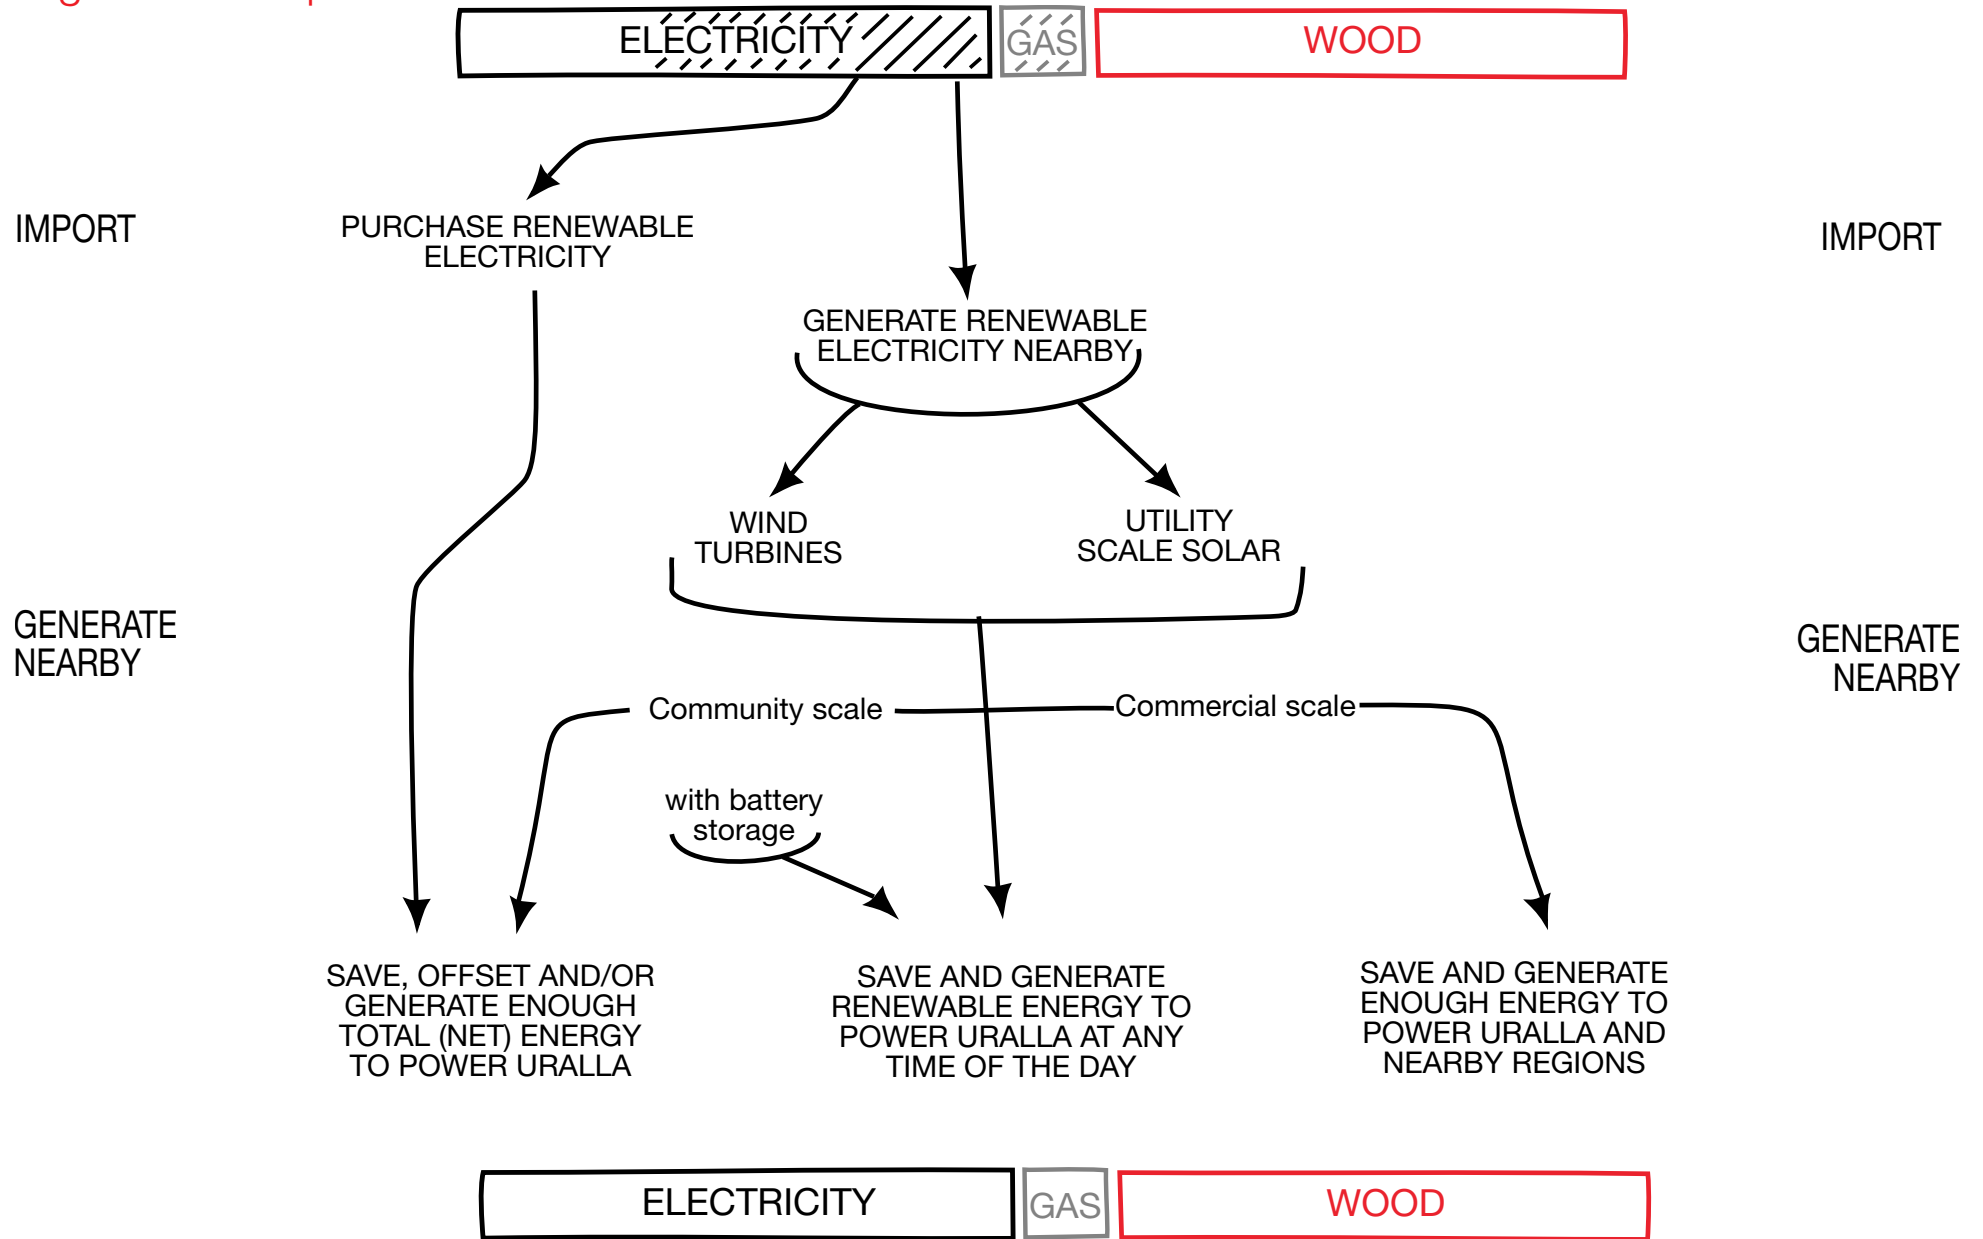 ELECTRICITY
GAS
WOOD
IMPORT
PURCHASE RENEWABLE
ELECTRICITY
IMPORT
GENERATE RENEWABLE
ELECTRICITY NEARBY
WIND
TURBINES
UTILITY
SCALE SOLAR
GENERATE
NEARBY
GENERATE
NEARBY
Community scale
Commercial scale
with battery
storage
SAVE, OFFSET AND/OR
GENERATE ENOUGH
TOTAL (NET) ENERGY
TO POWER URALLA
SAVE AND GENERATE
RENEWABLE ENERGY TO
POWER URALLA AT ANY
TIME OF THE DAY
SAVE AND GENERATE
ENOUGH ENERGY TO
POWER URALLA AND
NEARBY REGIONS
ELECTRICITY
GAS
WOOD